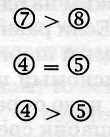 ⑦ > ⑧
④ = ⑤
④ > ⑤